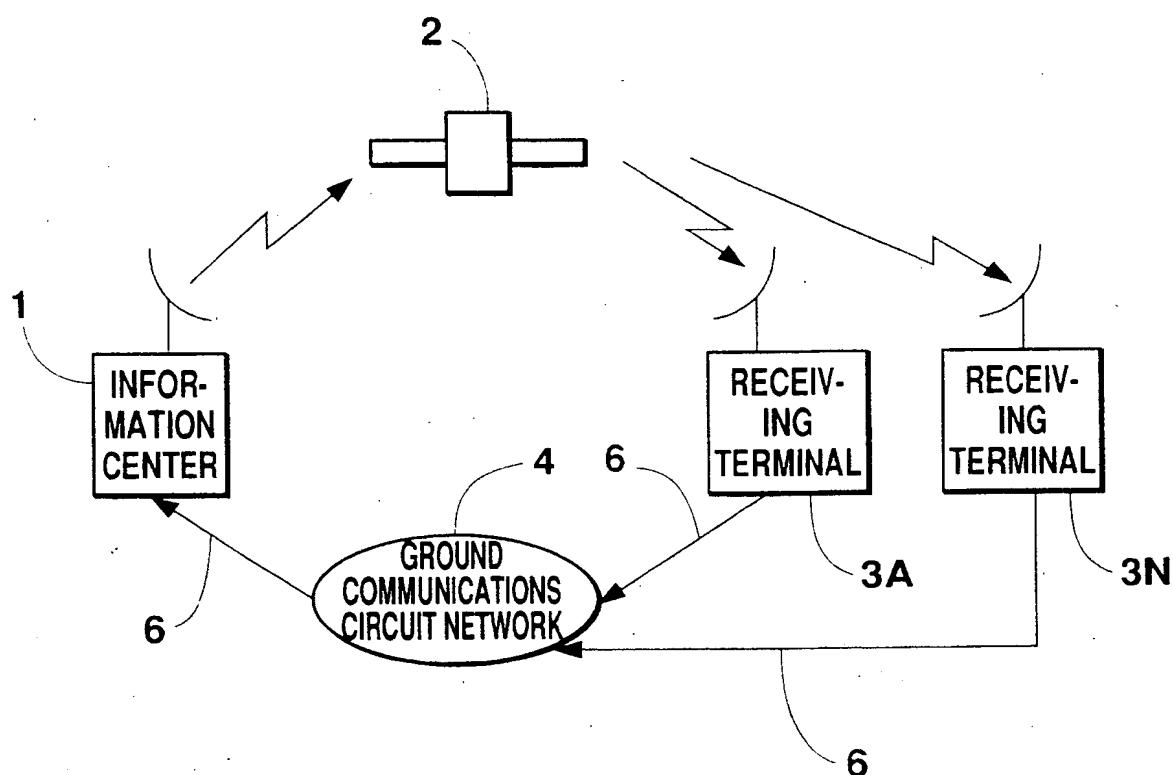 2
1
INFOR-
MATION
CENTER
RECEIV-
ING
TERMINAL
RECEIV-
ING
TERMINAL
4
6
3A
3N
GROUND
COMMUNICATIONS
CIRCUIT NETWORK
6
6